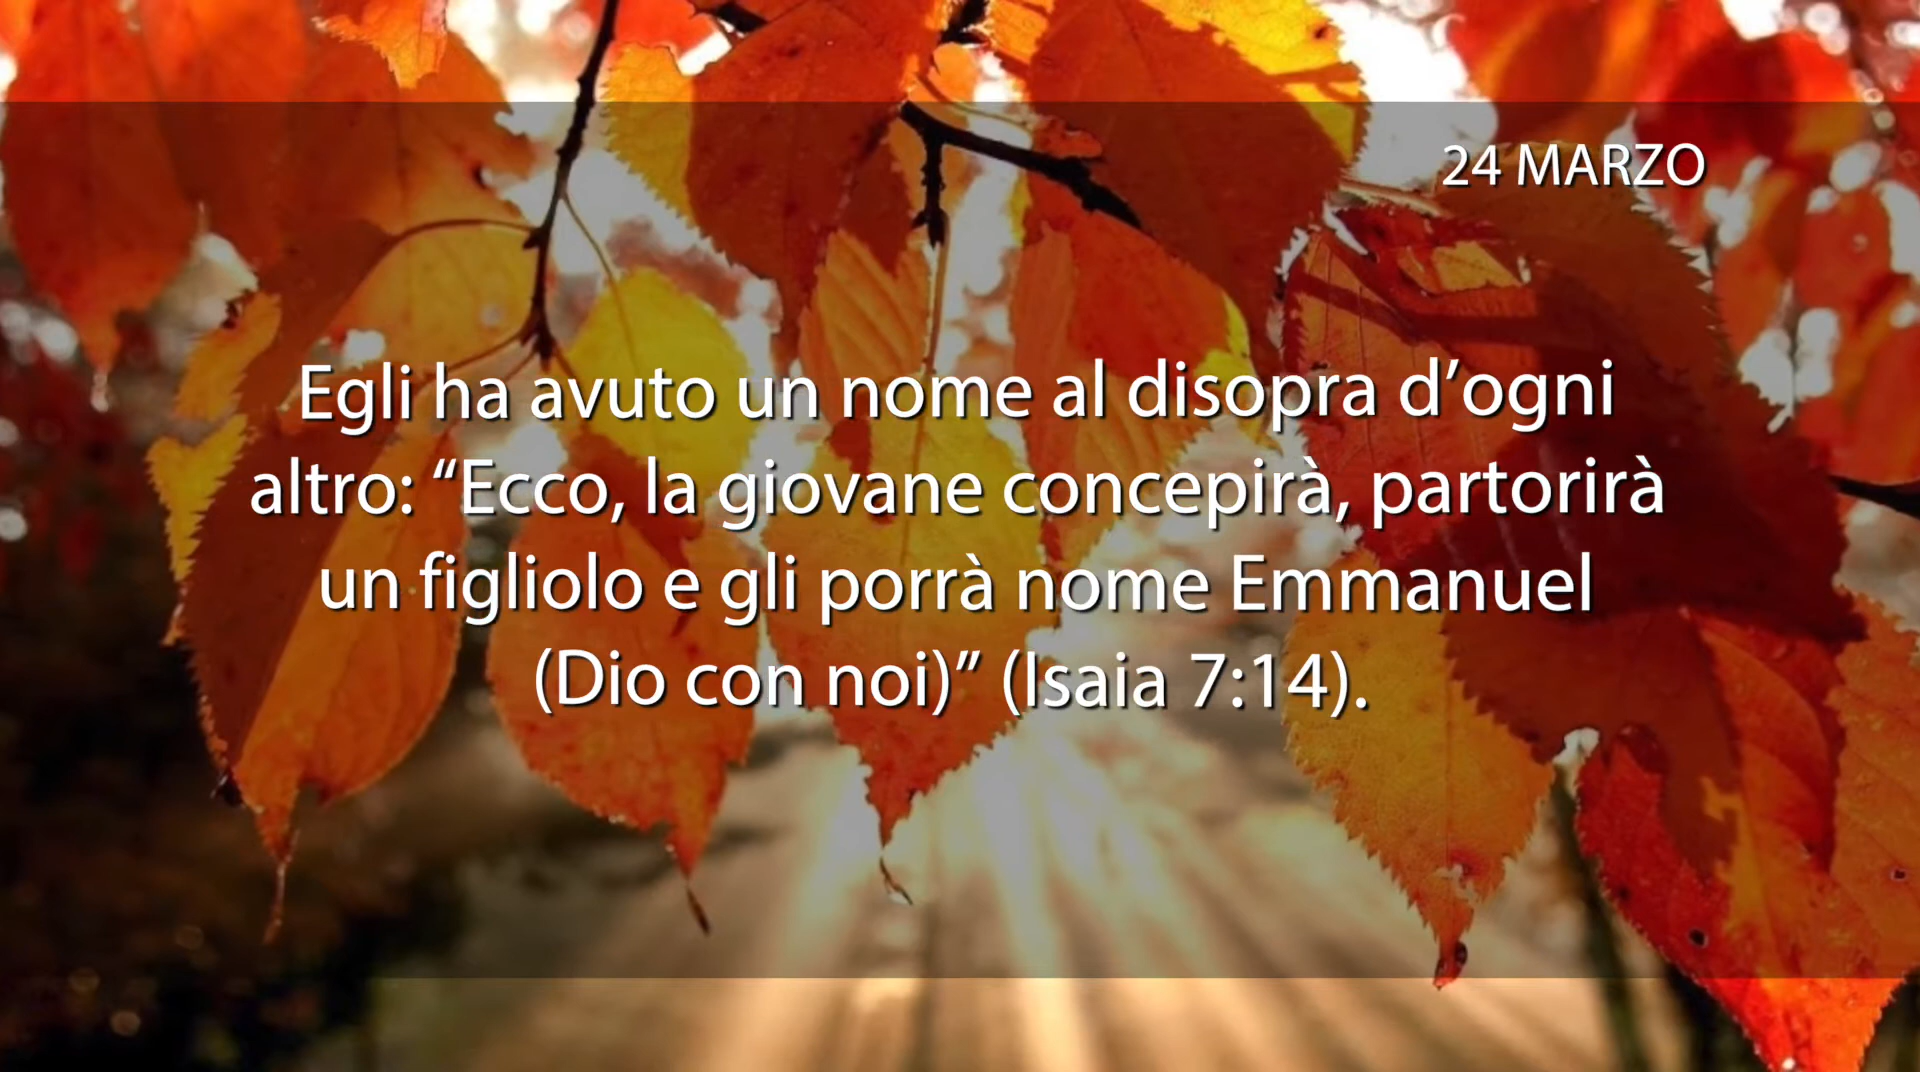 24 MARZO
Egli ha avuto un nome al disopra d’ogni
altro: “Ecco, la giovane concepirà, partorirà
un figliolo e gli porrà nome Emmanuel
(Dio con noi)” (Isaia 7:14).